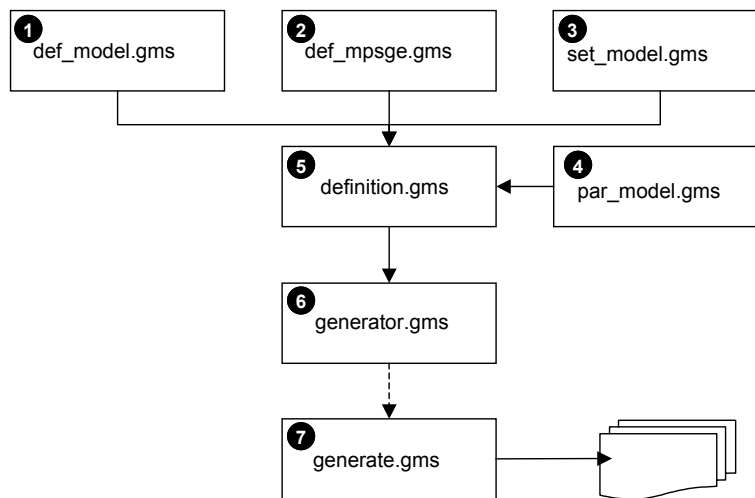 1
def_model.gms
2
def_mpsge.gms
3
set_model.gms
5
definition.gms
4
par_model.gms
6
generator.gms
7
generate.gms